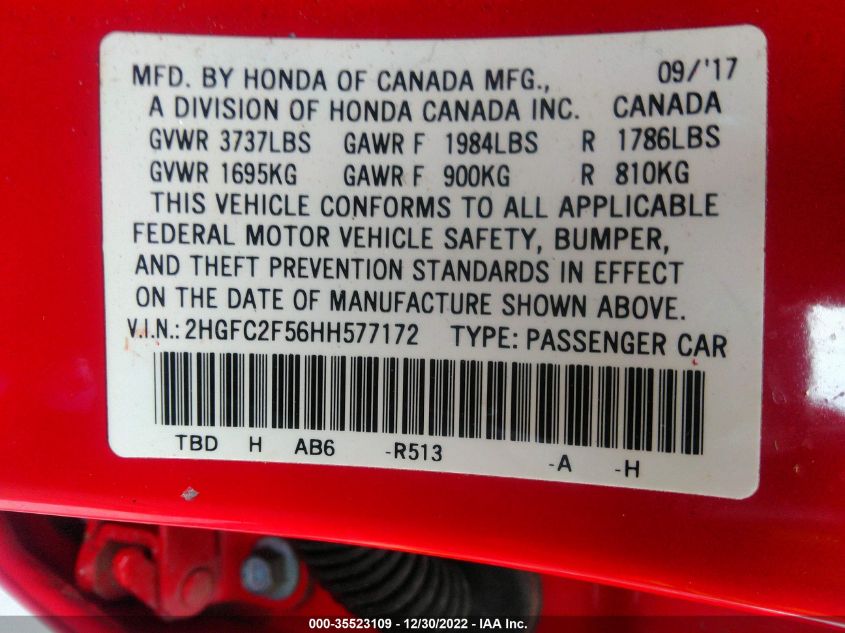 MFD. BY HONDA OF CANADA MFG., 09/'17
A DIVISION OF HONDA CANADA INC. CANADA
GVWR 3737LBS GAWR F 1984LBS R 1786LBS
GVWR 1695KG GAWR F 900KG R 810KG
THIS VEHICLE CONFORMS TO ALL APPLICABLE
FEDERAL MOTOR VEHICLE SAFETY, BUMPER,
AND THEFT PREVENTION STANDARDS IN EFFECT
ON THE DATE OF MANUFACTURE SHOWN ABOVE.
V.I.N.: 2HGFC2F56HH577172 TYPE: PASSENGER CAR
TBD H AB6 -R513 -A -H
000-35523109 - 12/30/2022 - IAA Inc.